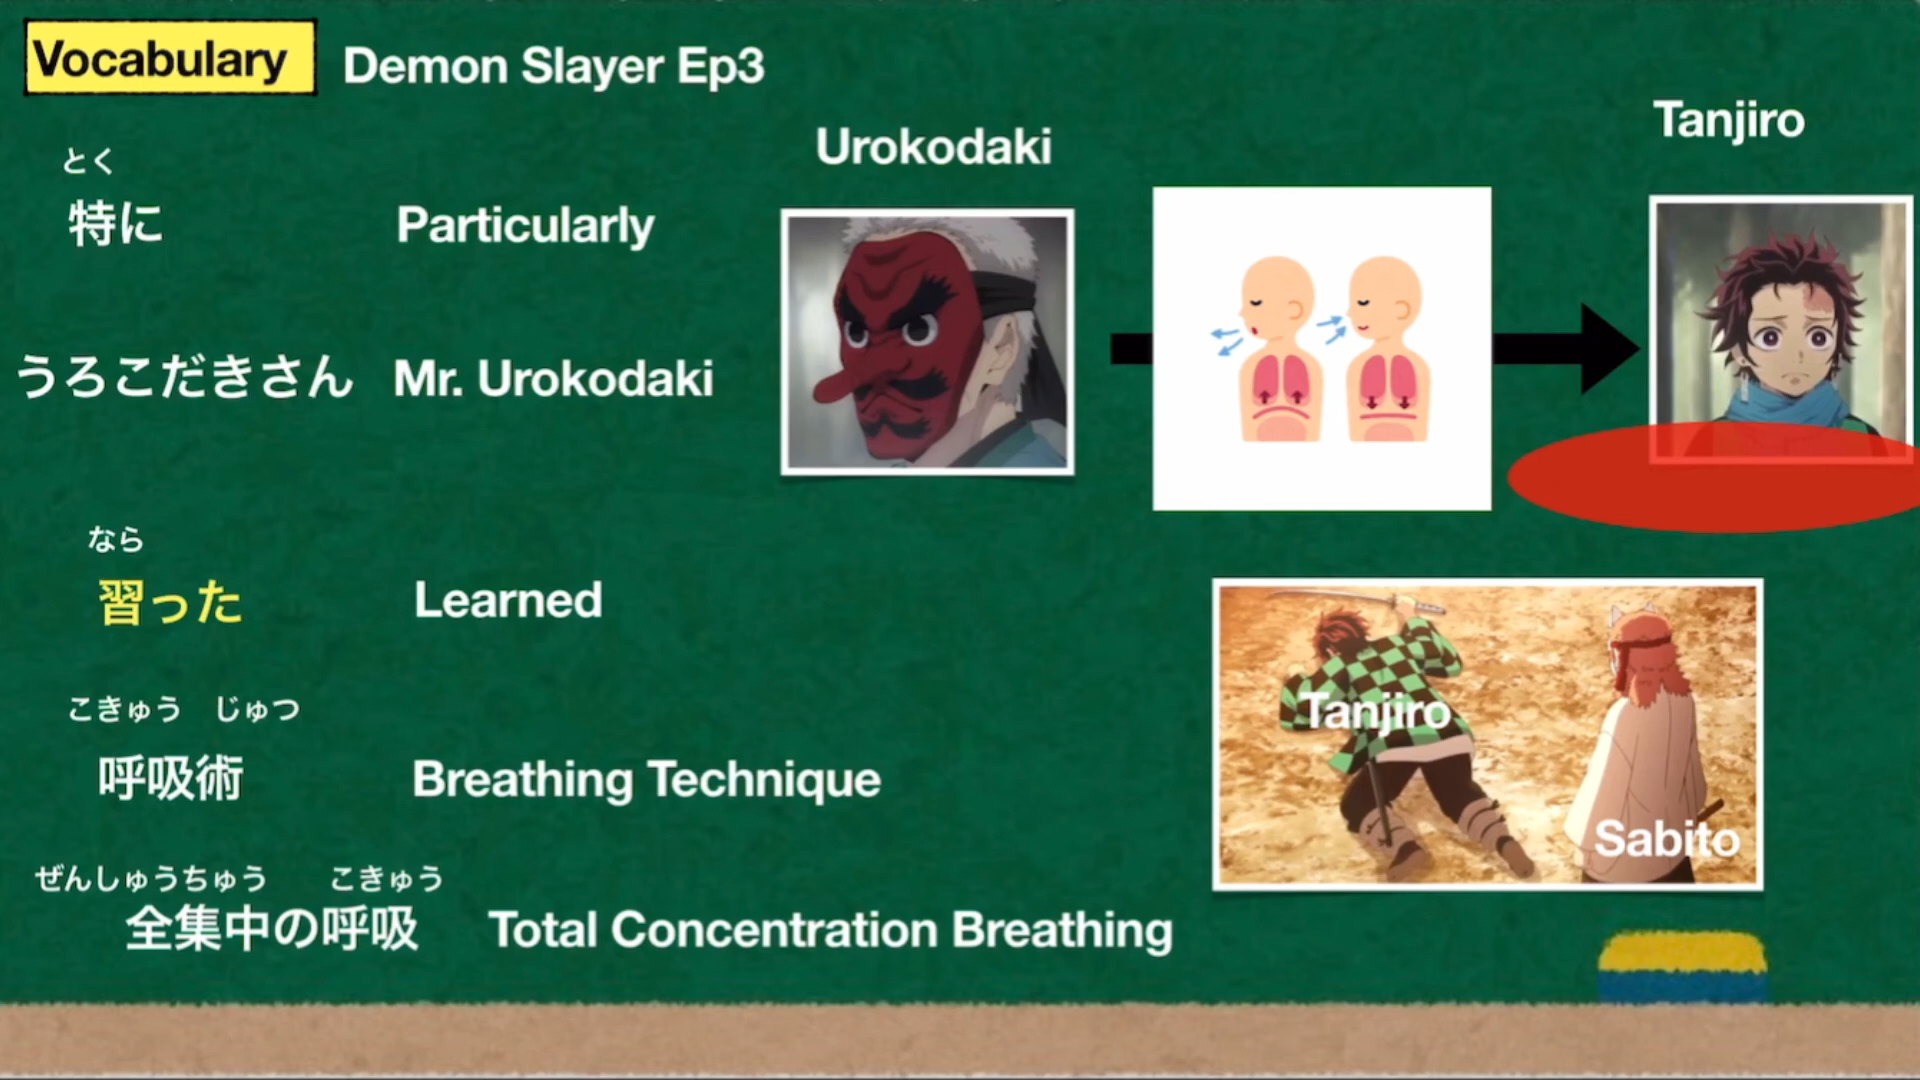 Vocabulary
Demon Slayer Ep3
Urokodaki
Tanjiro
とく
特に
Particularly
うろこだきさん
Mr. Urokodaki
なら
習った
Learned
こきゅう じゅつ
呼吸術
Breathing Technique
ぜんしゅうちゅう こきゅう
全集中の呼吸
Total Concentration Breathing
Tanjiro
Sabito